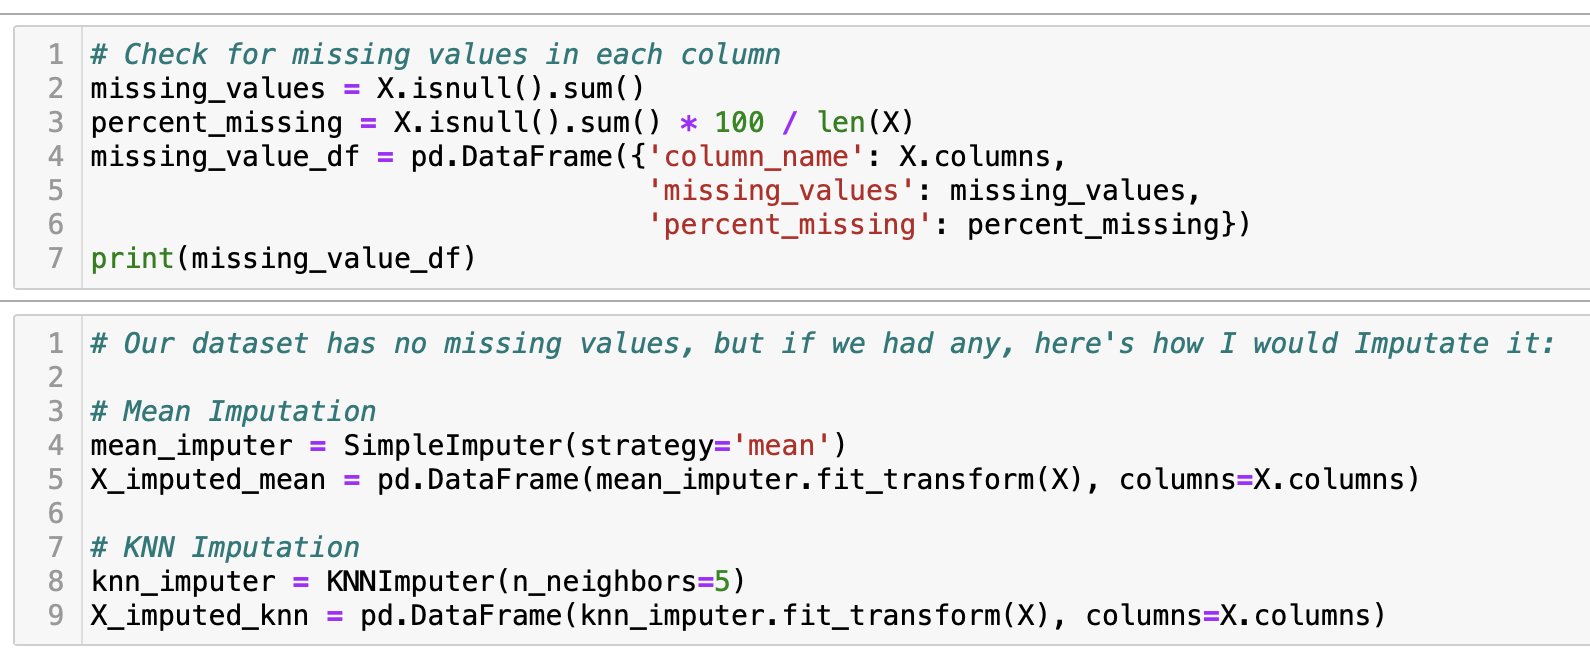 1 # Check for missing values in each column
2 missing_values = X.isnull().sum()
3 percent_missing = X.isnull().sum() * 100 / len(X)
4 missing_value_df = pd.DataFrame({'column_name': X.columns,
5                                  'missing_values': missing_values,
6                                  'percent_missing': percent_missing})
7 print(missing_value_df)
1 # Our dataset has no missing values, but if we had any, here's how I would Imputate it:
2
3 # Mean Imputation
4 mean_imputer = SimpleImputer(strategy='mean')
5 X_imputed_mean = pd.DataFrame(mean_imputer.fit_transform(X), columns=X.columns)
6
7 # KNN Imputation
8 knn_imputer = KNNImputer(n_neighbors=5)
9 X_imputed_knn = pd.DataFrame(knn_imputer.fit_transform(X), columns=X.columns)